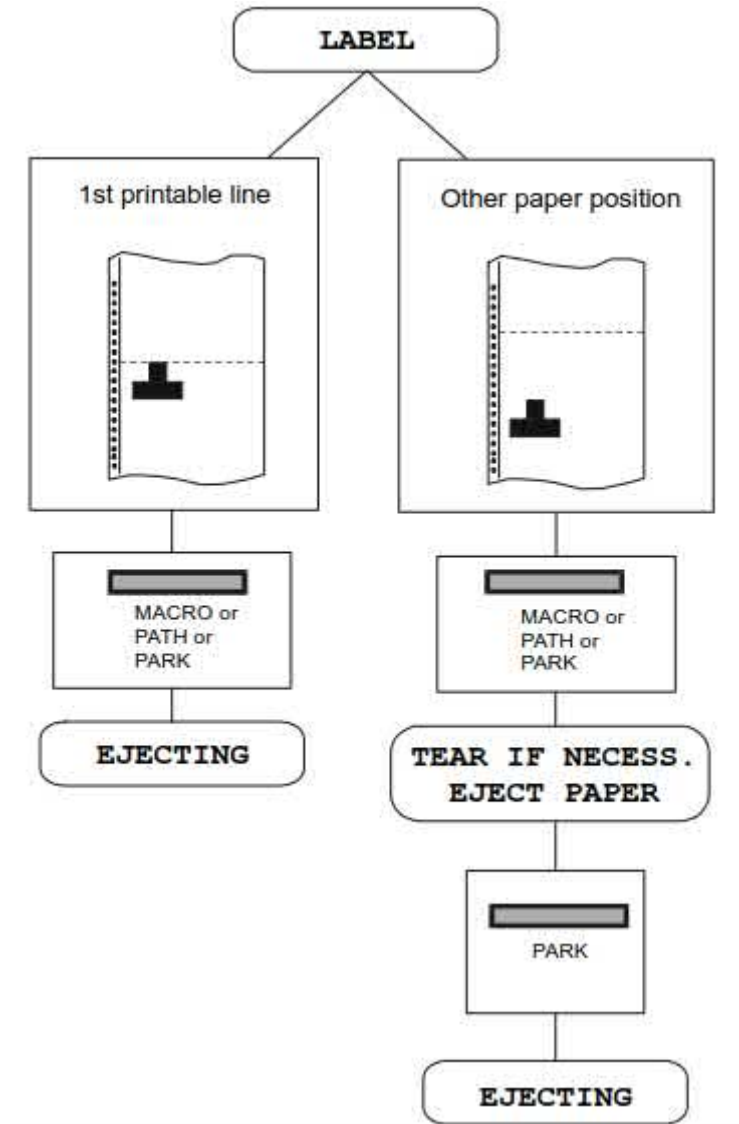 LABEL
1st printable line
Other paper position
MACRO or
PATH or
PARK
MACRO or
PATH or
PARK
EJECTING
TEAR IF NECESS.
EJECT PAPER
PARK
EJECTING